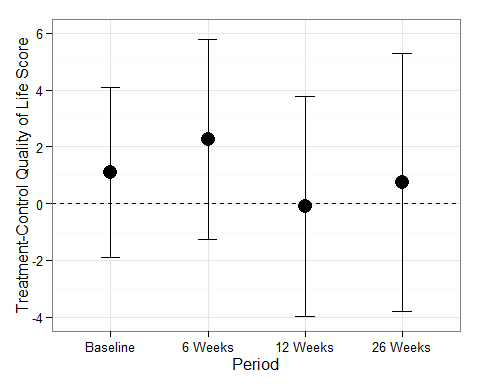 Treatment-Control Quality of Life Score
6
4
2
0
-2
-4
Baseline 6 Weeks 12 Weeks 26 Weeks
Period